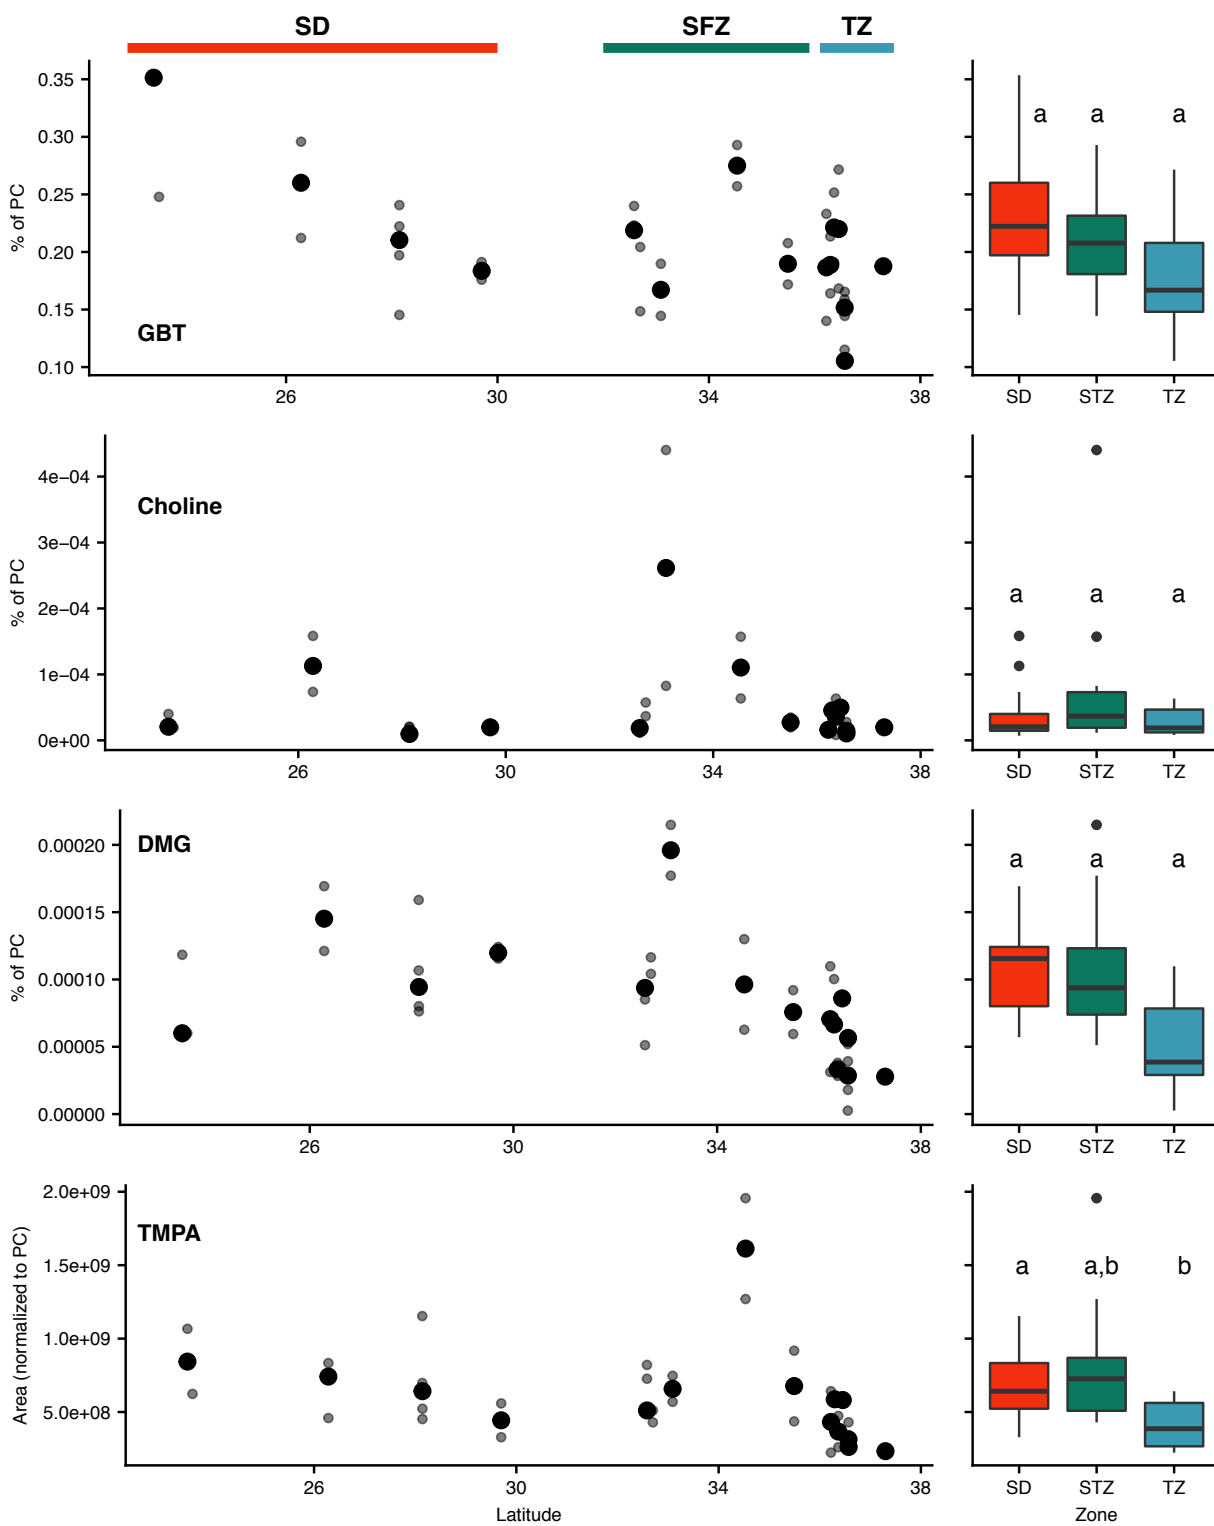 SD SFZ TZ
% of PC
0.35
0.30
0.25
0.20
0.15
0.10
GBT
26 30 34 38
a a a
SD STZ TZ
% of PC
4e−04
3e−04
2e−04
1e−04
0e+00
Choline
26 30 34 38
a a a
SD STZ TZ
% of PC
0.00020
0.00015
0.00010
0.00005
0.00000
DMG
26 30 34 38
a a a
SD STZ TZ
Area (normalized to PC)
2.0e+09
1.5e+09
1.0e+09
5.0e+08
TMPA
26 30 34 38
Latitude
a a,b b
SD STZ TZ
Zone